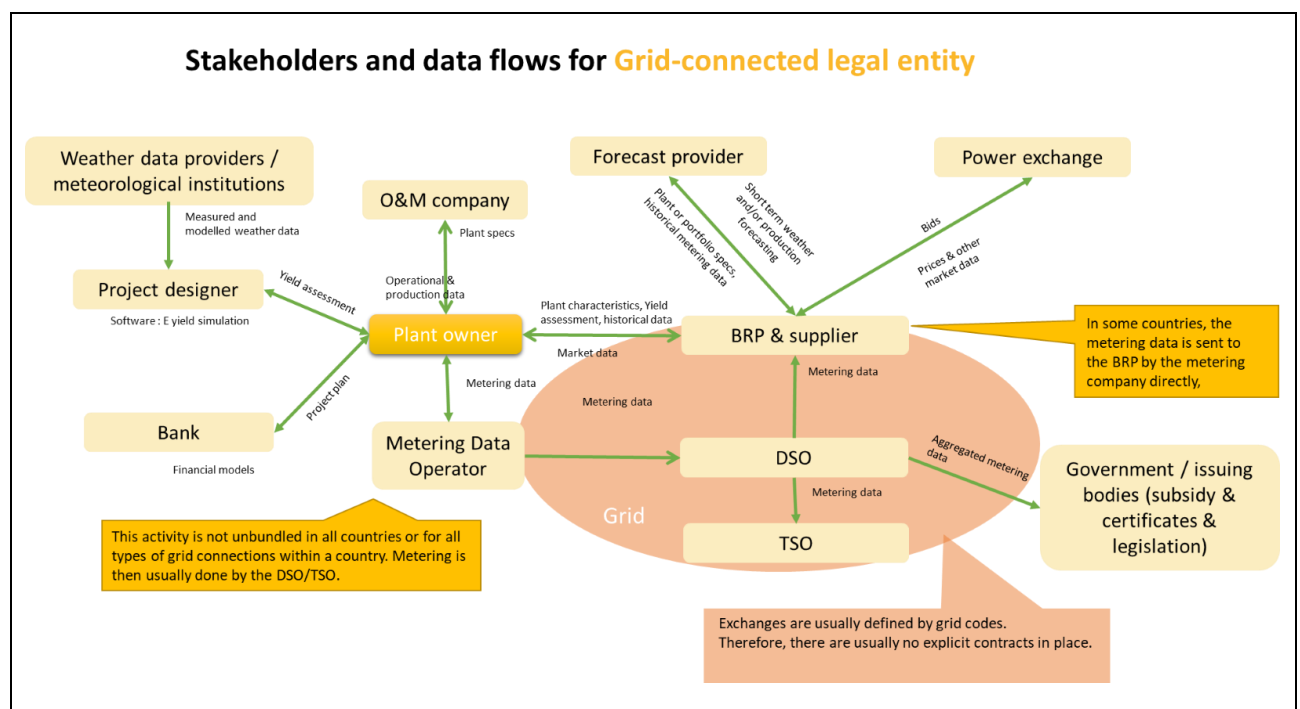 Stakeholders and data flows for Grid-connected legal entity
Weather data providers /
meteorological institutions
Measured and
modelled weather data
Project designer
Software : E yield simulation
Yield assessment
Project plan
Bank
Financial models
O&M company
Plant specs
Operational &
production data
Plant owner
Metering data
Metering Data
Operator
This activity is not unbundled in all countries or for all
types of grid connections within a country. Metering is
then usually done by the DSO/TSO.
Plant characteristics, Yield
assessment, historical data
Market data
Forecast provider
Plant or portfolio specs,
historical metering data
Short term weather
and/or production
forecasting
Power exchange
Bids
Prices & other
market data
BRP & supplier
In some countries, the
metering data is sent to
the BRP by the metering
company directly,
Metering data
Metering data
DSO
Metering data
Grid
TSO
Aggregated metering
data
Government / issuing
bodies (subsidy &
certificates &
legislation)
Exchanges are usually defined by grid codes.
Therefore, there are usually no explicit contracts in place.